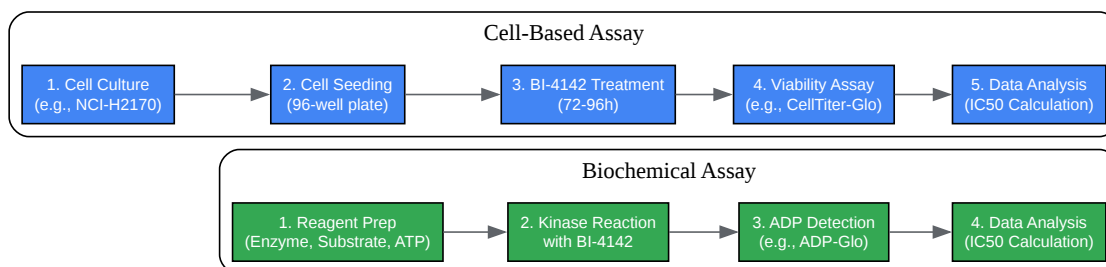 Cell-Based Assay
1. Cell Culture
(e.g., NCI-H2170)
2. Cell Seeding
(96-well plate)
3. BI-4142 Treatment
(72-96h)
4. Viability Assay
(e.g., CellTiter-Glo)
5. Data Analysis
(IC50 Calculation)
Biochemical Assay
1. Reagent Prep
(Enzyme, Substrate, ATP)
2. Kinase Reaction
with BI-4142
3. ADP Detection
(e.g., ADP-Glo)
4. Data Analysis
(IC50 Calculation)